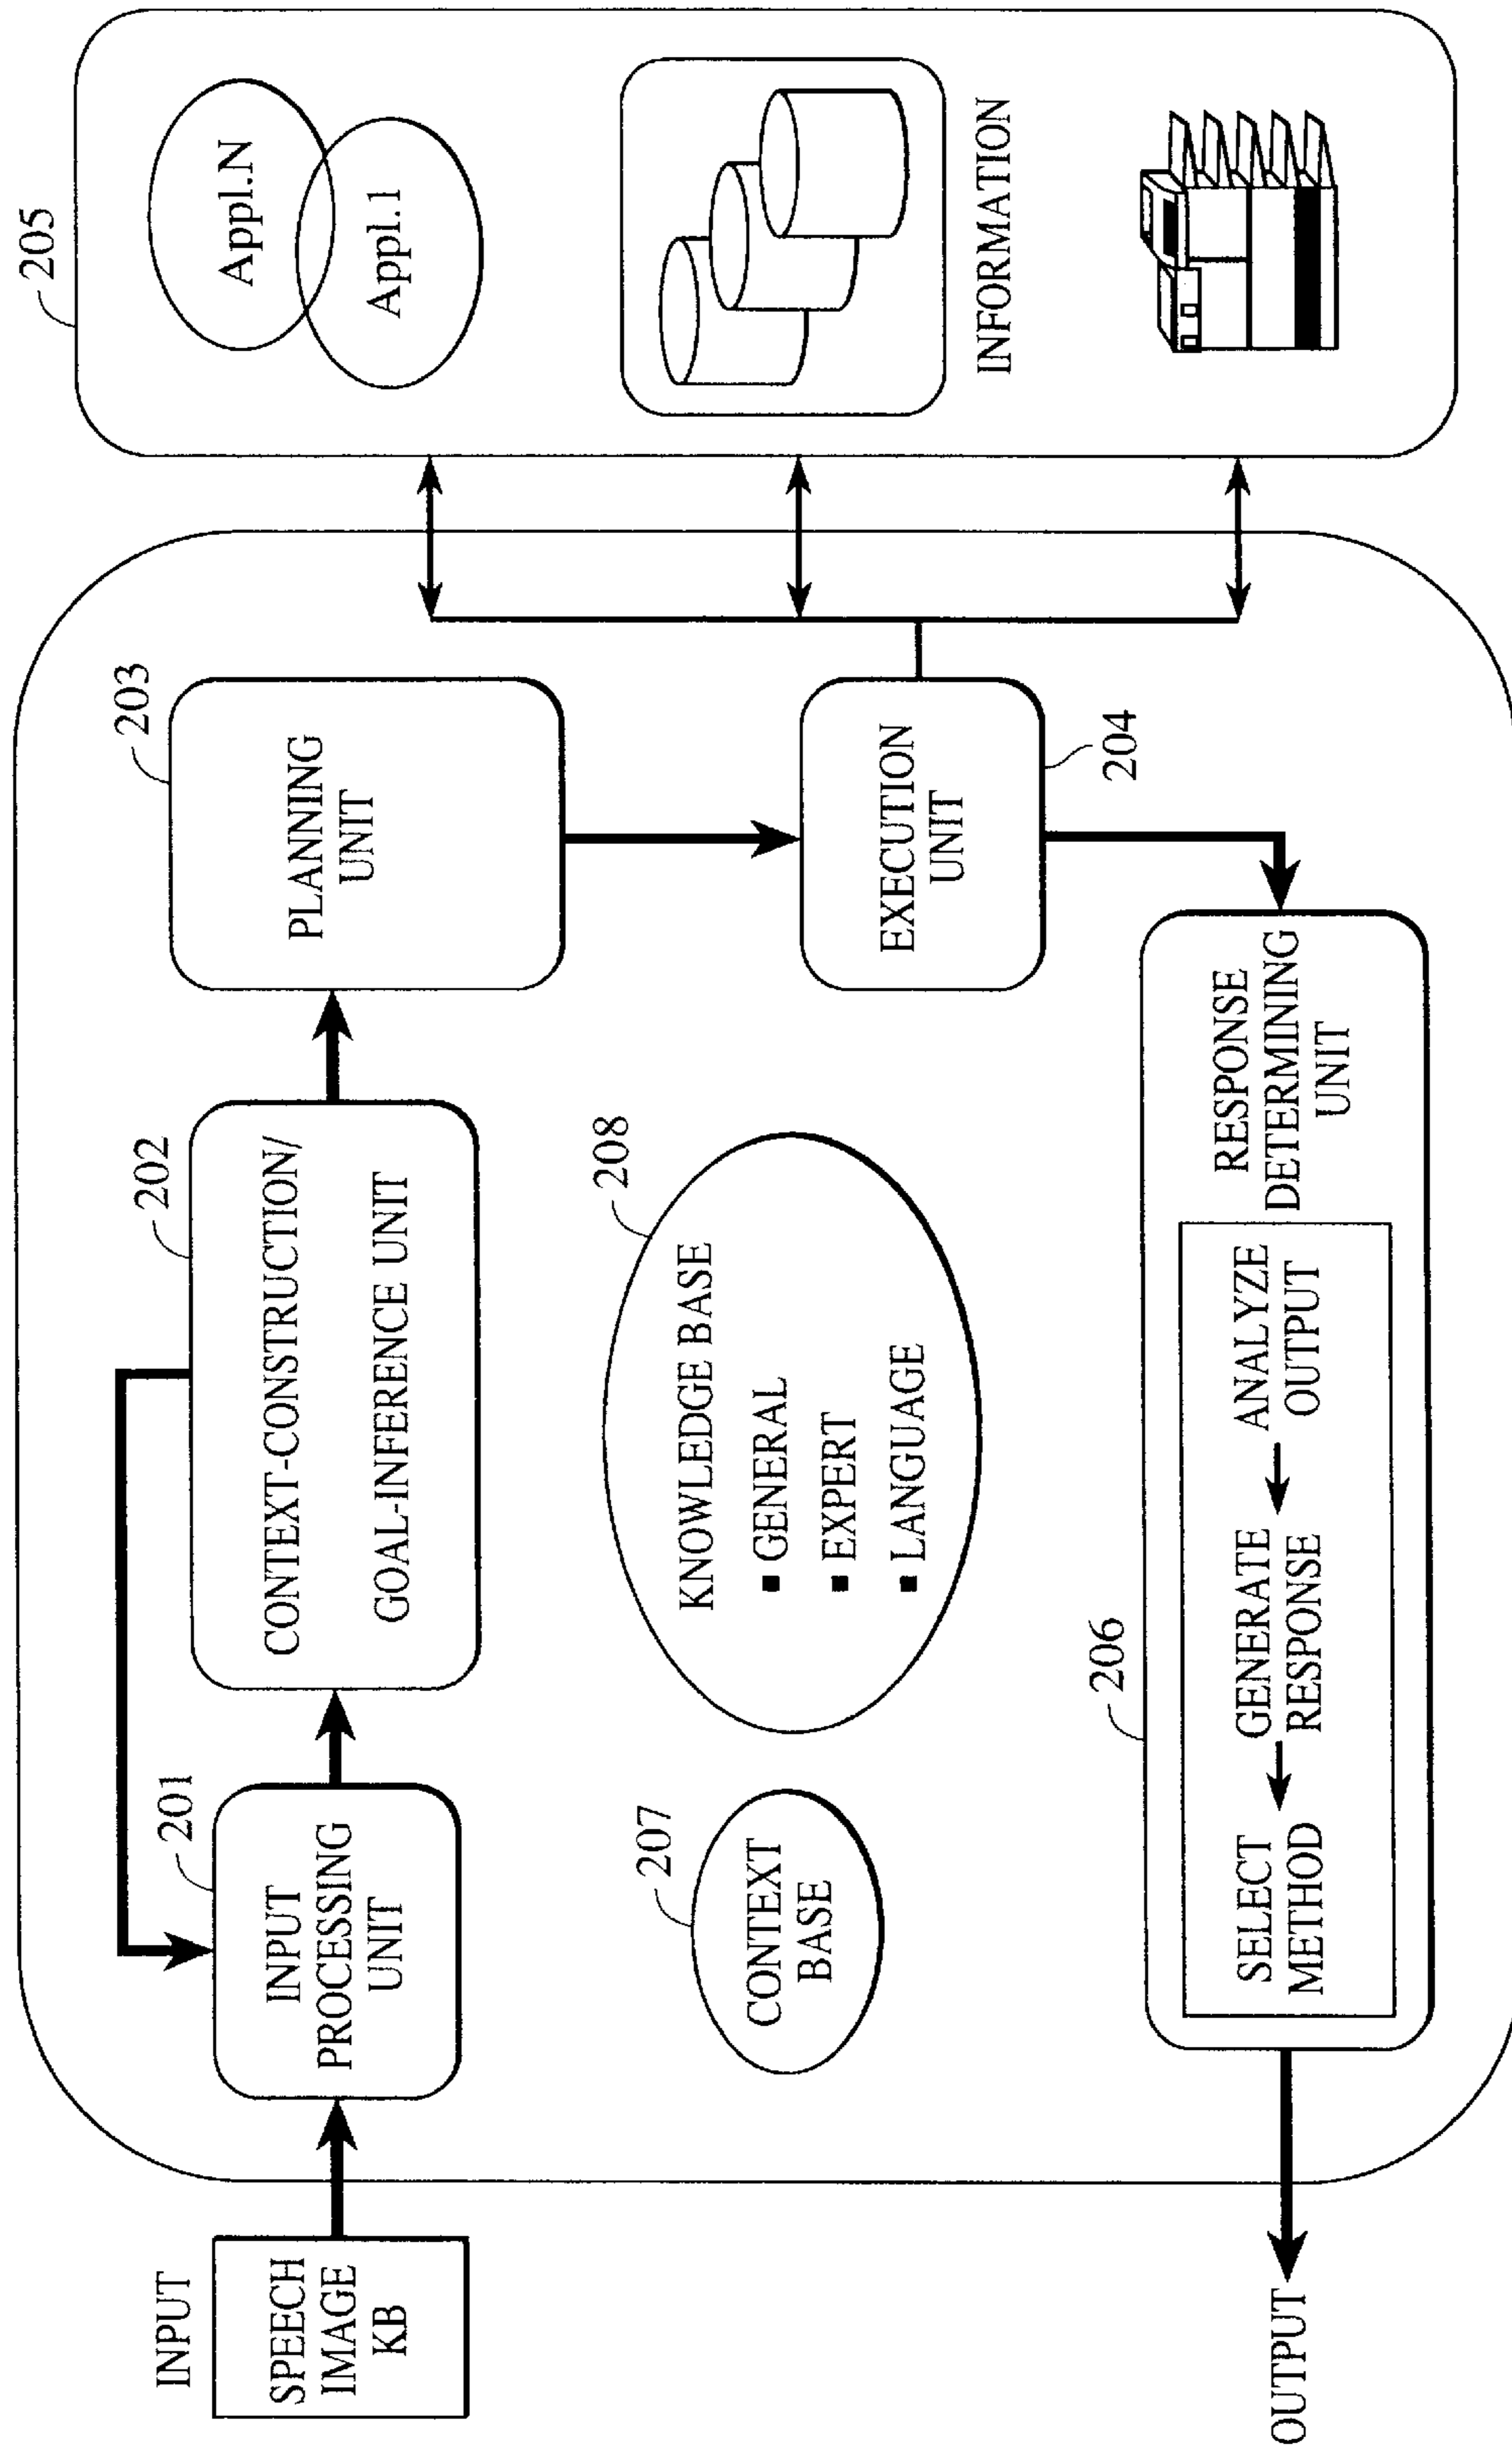 INPUT
SPEECH
IMAGE
KB
201
INPUT
PROCESSING
UNIT
202
CONTEXT-CONSTRUCTION/
GOAL-INFERENCE UNIT
203
PLANNING
UNIT
205
Appl.N
Appl.1
INFORMATION
207
CONTEXT
BASE
208
KNOWLEDGE BASE
▪ GENERAL
▪ EXPERT
▪ LANGUAGE
EXECUTION
UNIT
204
206
SELECT
METHOD
GENERATE
RESPONSE
ANALYZE
OUTPUT
RESPONSE
DETERMINING
UNIT
OUTPUT